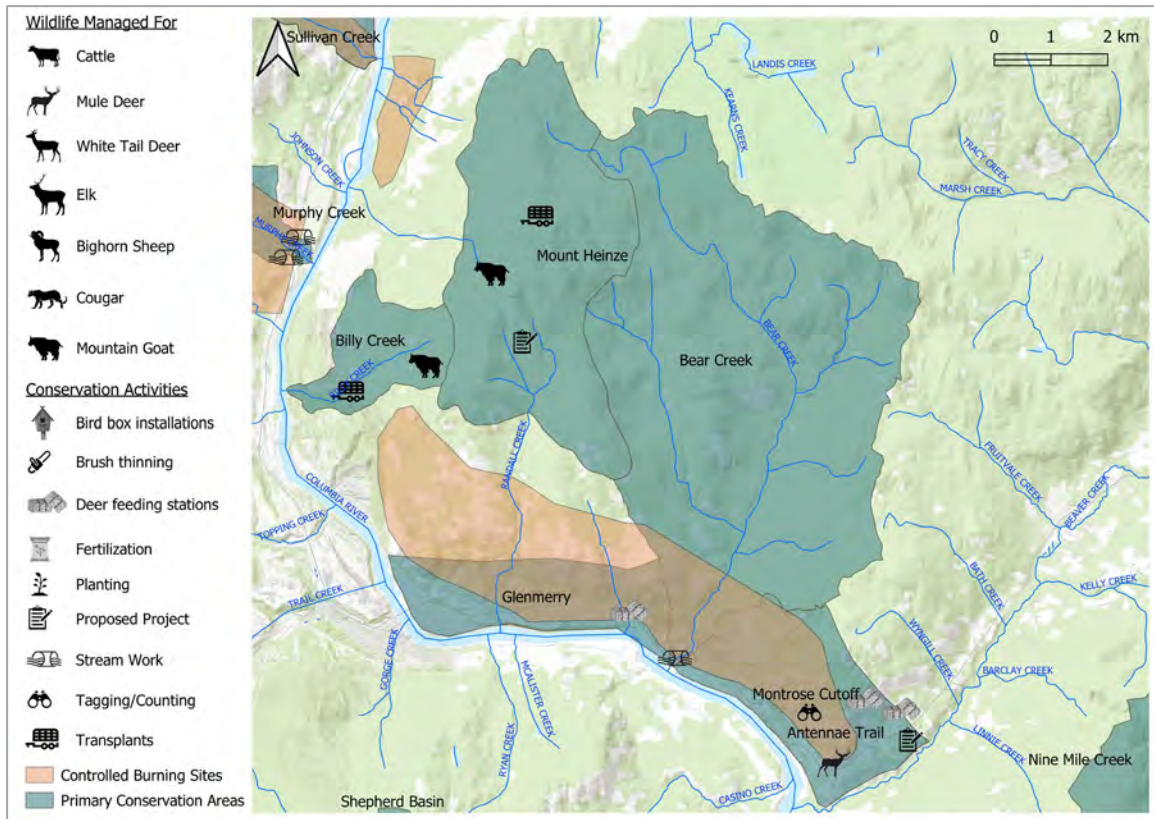 Wildlife Managed For
Cattle
Mule Deer
White Tail Deer
Elk
Bighorn Sheep
Cougar
Mountain Goat
Conservation Activities
Bird box installations
Brush thinning
Deer feeding stations
Fertilization
Planting
Proposed Project
Stream Work
Tagging/Counting
Transplants
Controlled Burning Sites
Primary Conservation Areas
Sullivan Creek
0 1 2 km
LANDIS CREEK
KEARNS CREEK
JOHNSON CREEK
TRACY CREEK
MARSH CREEK
Murphy Creek
Mount Heinze
BEAR CREEK
Billy Creek
CREEK
Bear Creek
RANDALL CREEK
FRUITVALE CREEK
COLUMBIA RIVER
BEAVER CREEK
TOPPING CREEK
BATH CREEK
KELLY CREEK
TRAIL CREEK
Glenmerry
WYNGILL CREEK
GORGE CREEK
MCALISTER CREEK
BARCLAY CREEK
Montrose Cutoff
RYAN CREEK
Antennae Trail
LINNIE CREEK
Nine Mile Creek
CASINO CREEK
Shepherd Basin